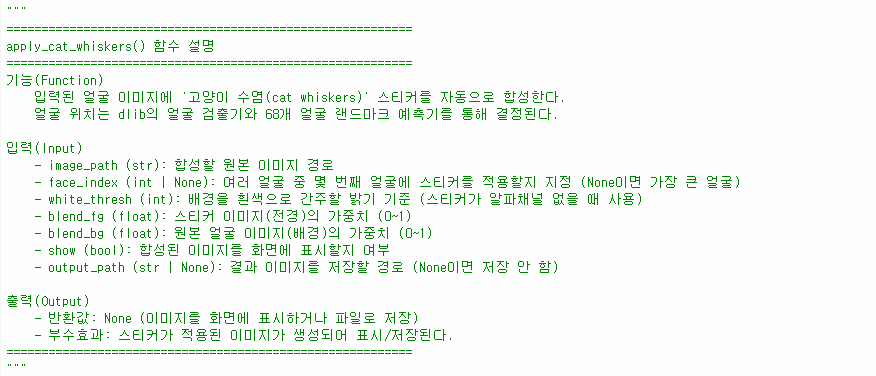 """
==========================================================
apply_cat_whiskers() 함수 설명
==========================================================
기능(Function)
    입력된 얼굴 이미지에 '고양이 수염(cat whiskers)' 스티커를 자동으로 합성한다.
    얼굴 위치는 dlib의 얼굴 검출기와 68개 얼굴 랜드마크 예측기를 통해 결정된다.

입력(Input)
    - image_path (str): 합성할 원본 이미지 경로
    - face_index (int | None): 여러 얼굴 중 몇 번째 얼굴에 스티커를 적용할지 지정 (None이면 가장 큰 얼굴)
    - white_thresh (int): 배경을 흰색으로 간주할 밝기 기준 (스티커가 알파채널 없을 때 사용)
    - blend_fg (float): 스티커 이미지(전경)의 가중치 (0~1)
    - blend_bg (float): 원본 얼굴 이미지(배경)의 가중치 (0~1)
    - show (bool): 합성된 이미지를 화면에 표시할지 여부
    - output_path (str | None): 결과 이미지를 저장할 경로 (None이면 저장 안 함)

출력(Output)
    - 반환값: None (이미지를 화면에 표시하거나 파일로 저장)
    - 부수효과: 스티커가 적용된 이미지가 생성되어 표시/저장된다.
==========================================================
"""